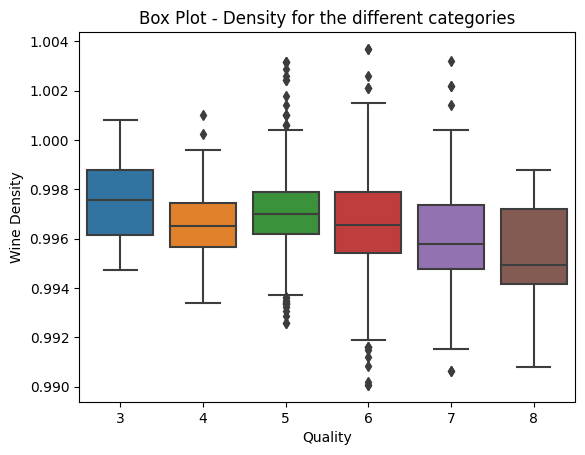 Box Plot - Density for the different categories
Wine Density
1.004
1.002
1.000
0.998
0.996
0.994
0.992
0.990
3 4 5 6 7 8
Quality